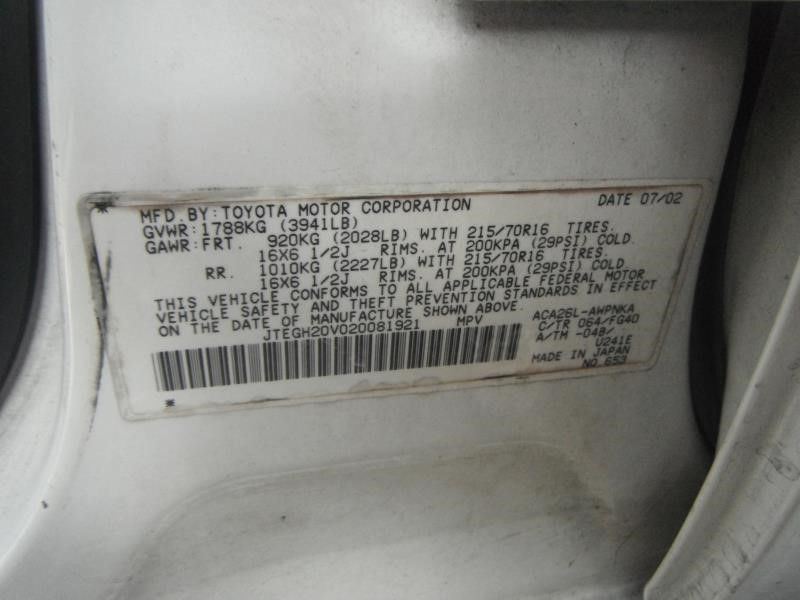 * MFD.BY:TOYOTA MOTOR CORPORATION DATE 07/02
GVWR:1788KG (3941LB)
GAWR:FRT. 920KG (2028LB) WITH 215/70R16 TIRES.
16X6 1/2J RIMS. AT 200KPA (29PSI) COLD.
RR. 1010KG (2227LB) WITH 215/70R16 TIRES.
16X6 1/2J RIMS. AT 200KPA (29PSI) COLD.
THIS VEHICLE CONFORMS TO ALL APPLICABLE FEDERAL MOTOR
VEHICLE SAFETY AND THEFT PREVENTION STANDARDS IN EFFECT
ON THE DATE OF MANUFACTURE SHOWN ABOVE.
JTEGH20V020081921 MPV
ACA26L-AWPNKA
C/TR 064/FG40
A/TM -04B/
U241E
MADE IN JAPAN
NO 653
*